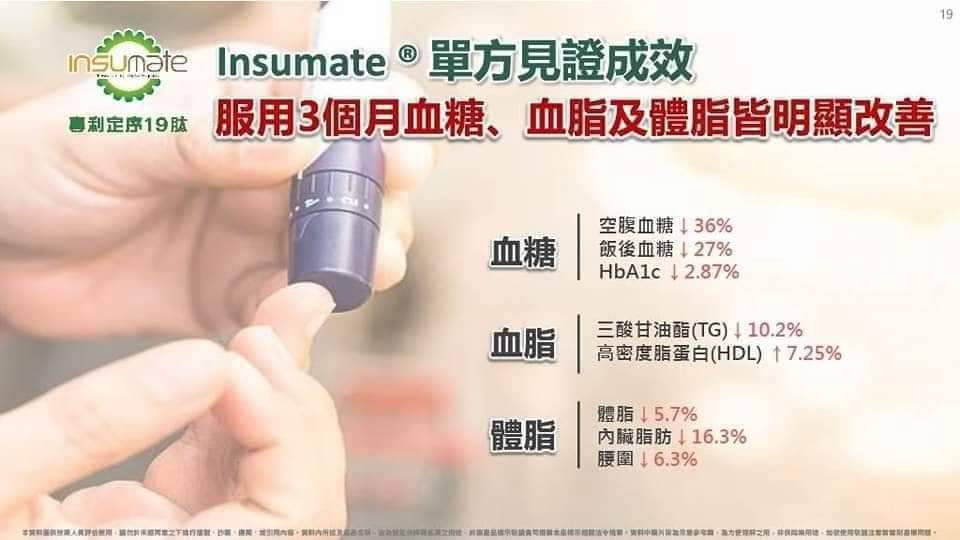 19
insumate
專利定序19肽
Insumate ® 單方見證成效
服用3個月血糖、血脂及體脂皆明顯改善
血糖
空腹血糖↓36%
飯後血糖↓27%
HbA1c ↓2.87%
血脂
三酸甘油酯(TG)↓10.2%
高密度脂蛋白(HDL) ↑7.25%
體脂
體脂↓5.7%
內臟脂肪↓16.3%
腰圍↓6.3%